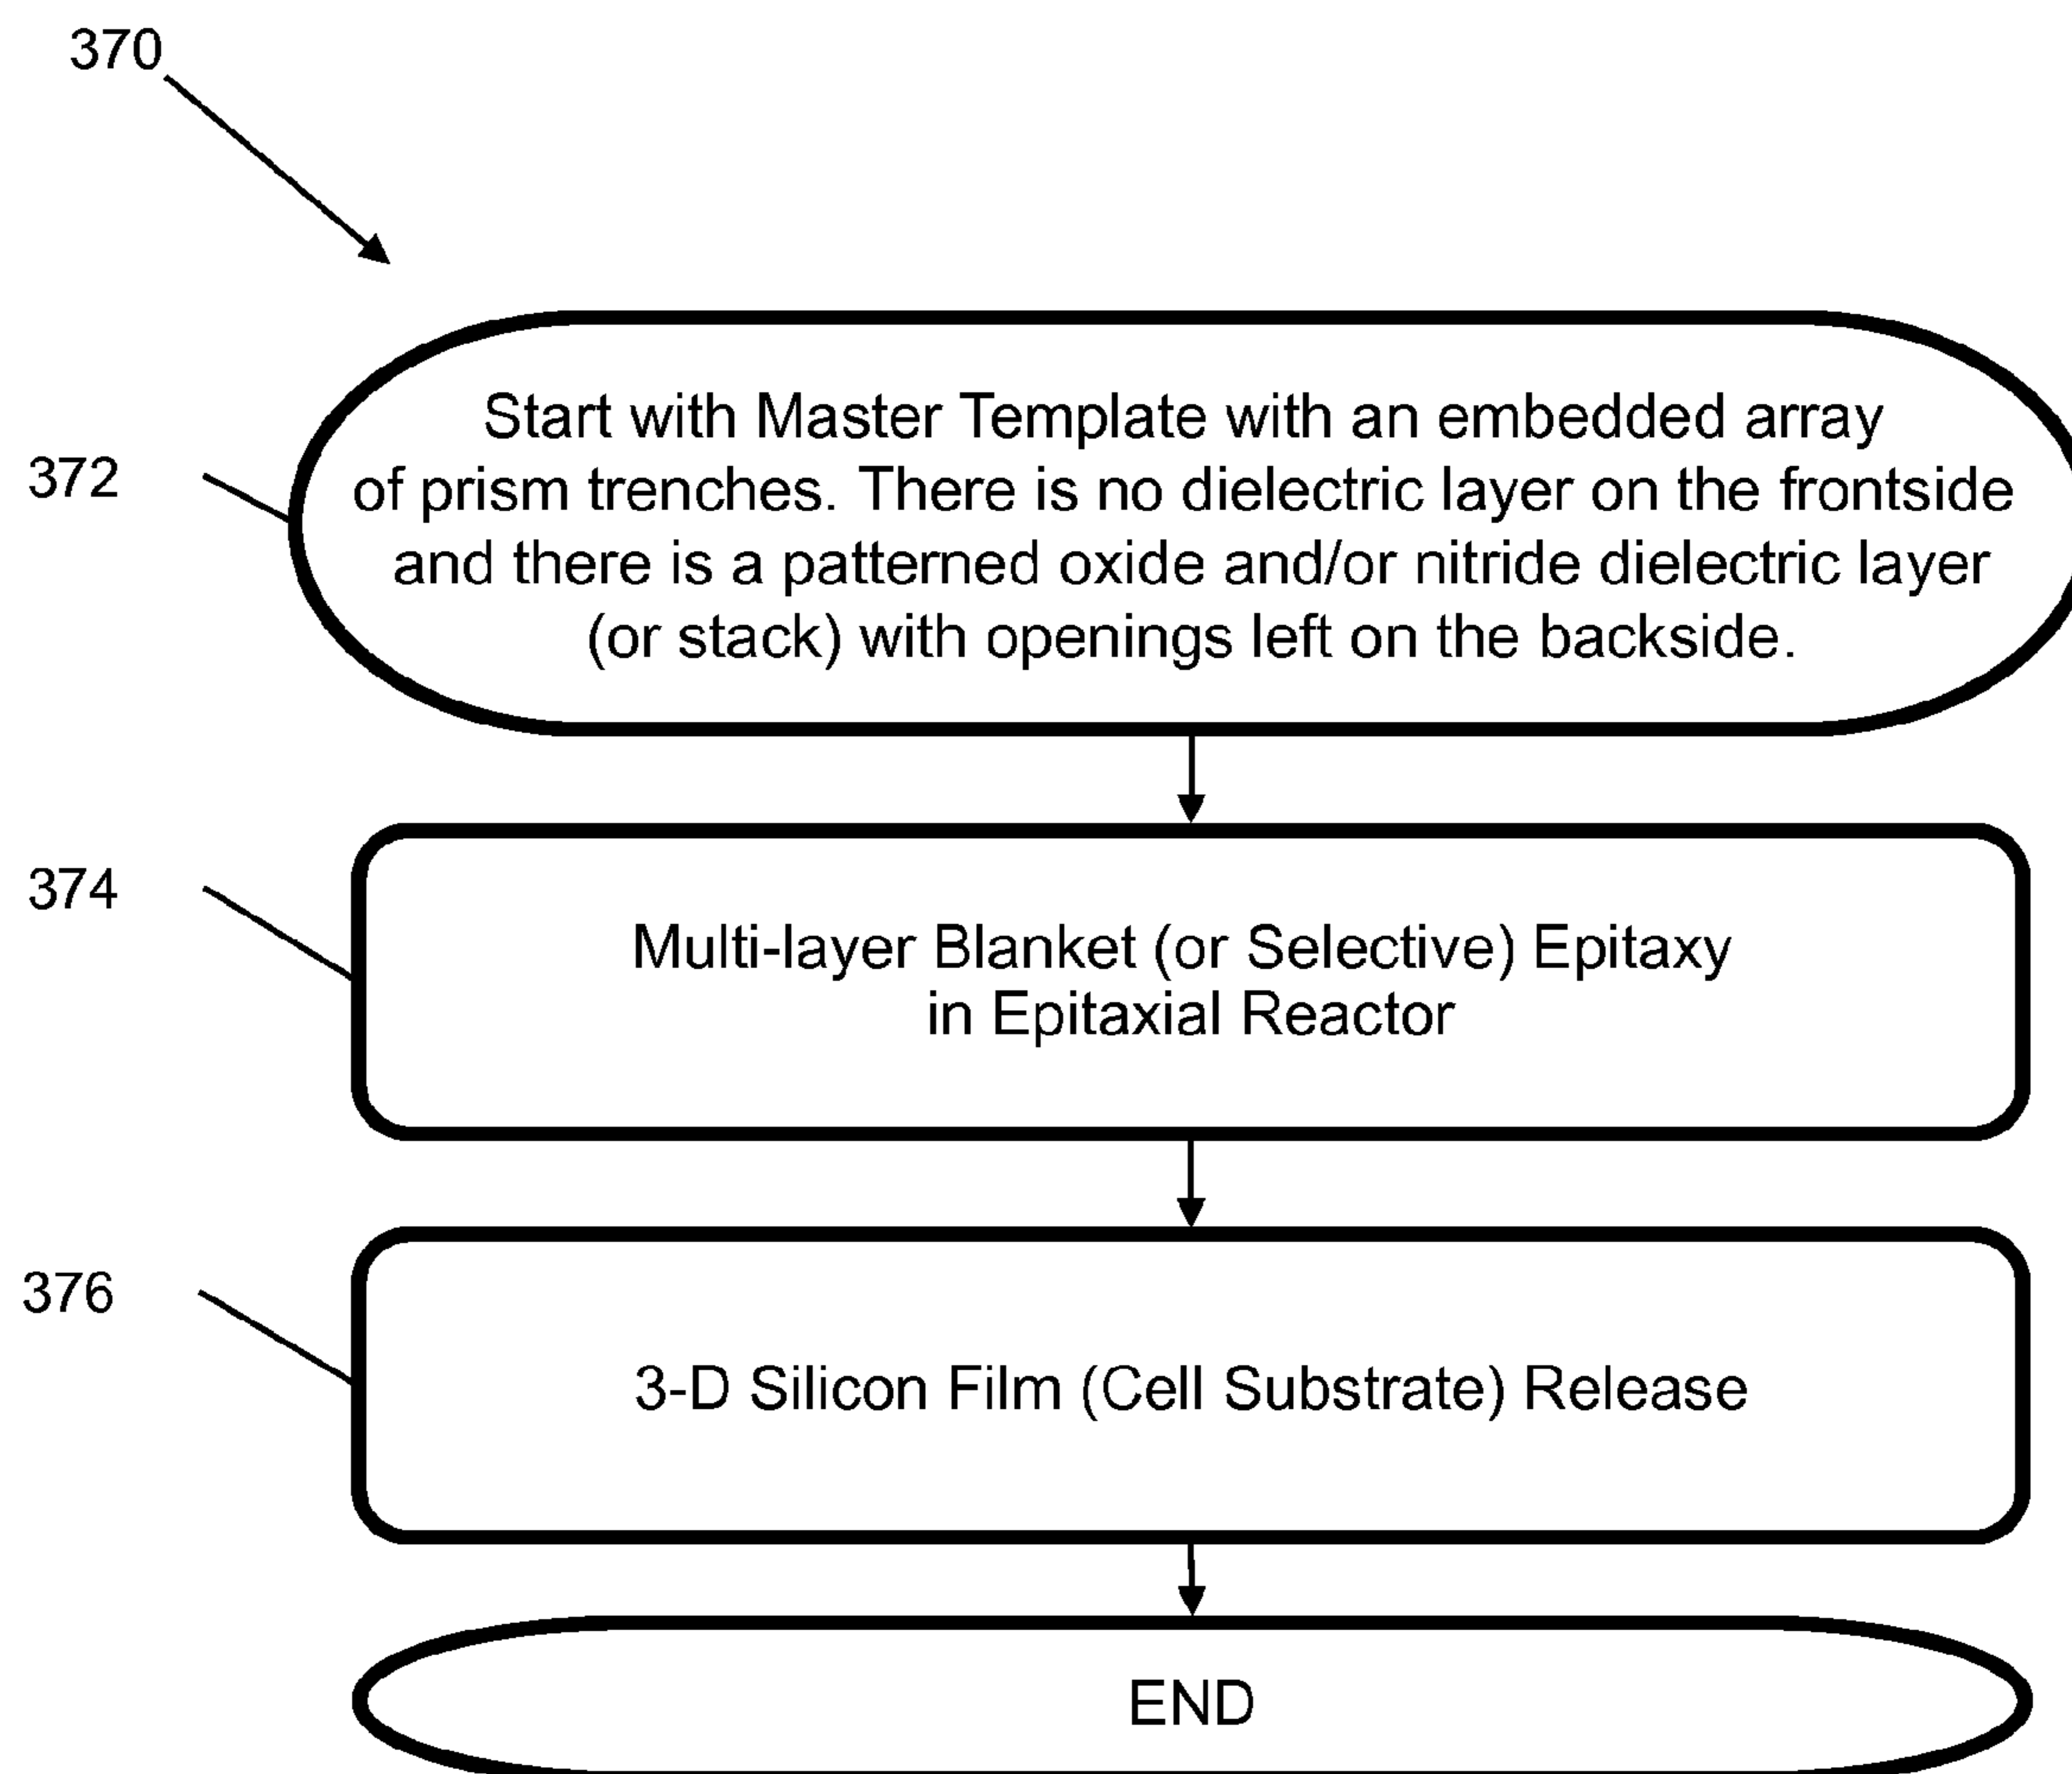 370
372
Start with Master Template with an embedded array
of prism trenches. There is no dielectric layer on the frontside
and there is a patterned oxide and/or nitride dielectric layer
(or stack) with openings left on the backside.
374
Multi-layer Blanket (or Selective) Epitaxy
in Epitaxial Reactor
376
3-D Silicon Film (Cell Substrate) Release
END